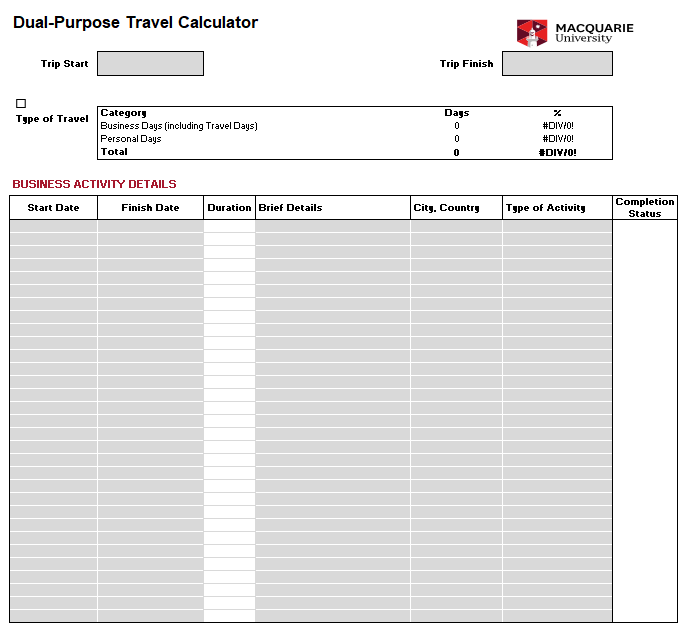 Dual-Purpose Travel Calculator
MACQUARIE
University
Trip Start
Trip Finish
Type of Travel
Category Days %
Business Days (including Travel Days) 0 #DIV/0!
Personal Days 0 #DIV/0!
Total 0 #DIV/0!
BUSINESS ACTIVITY DETAILS
Start Date Finish Date Duration Brief Details City, Country Type of Activity Completion
Status